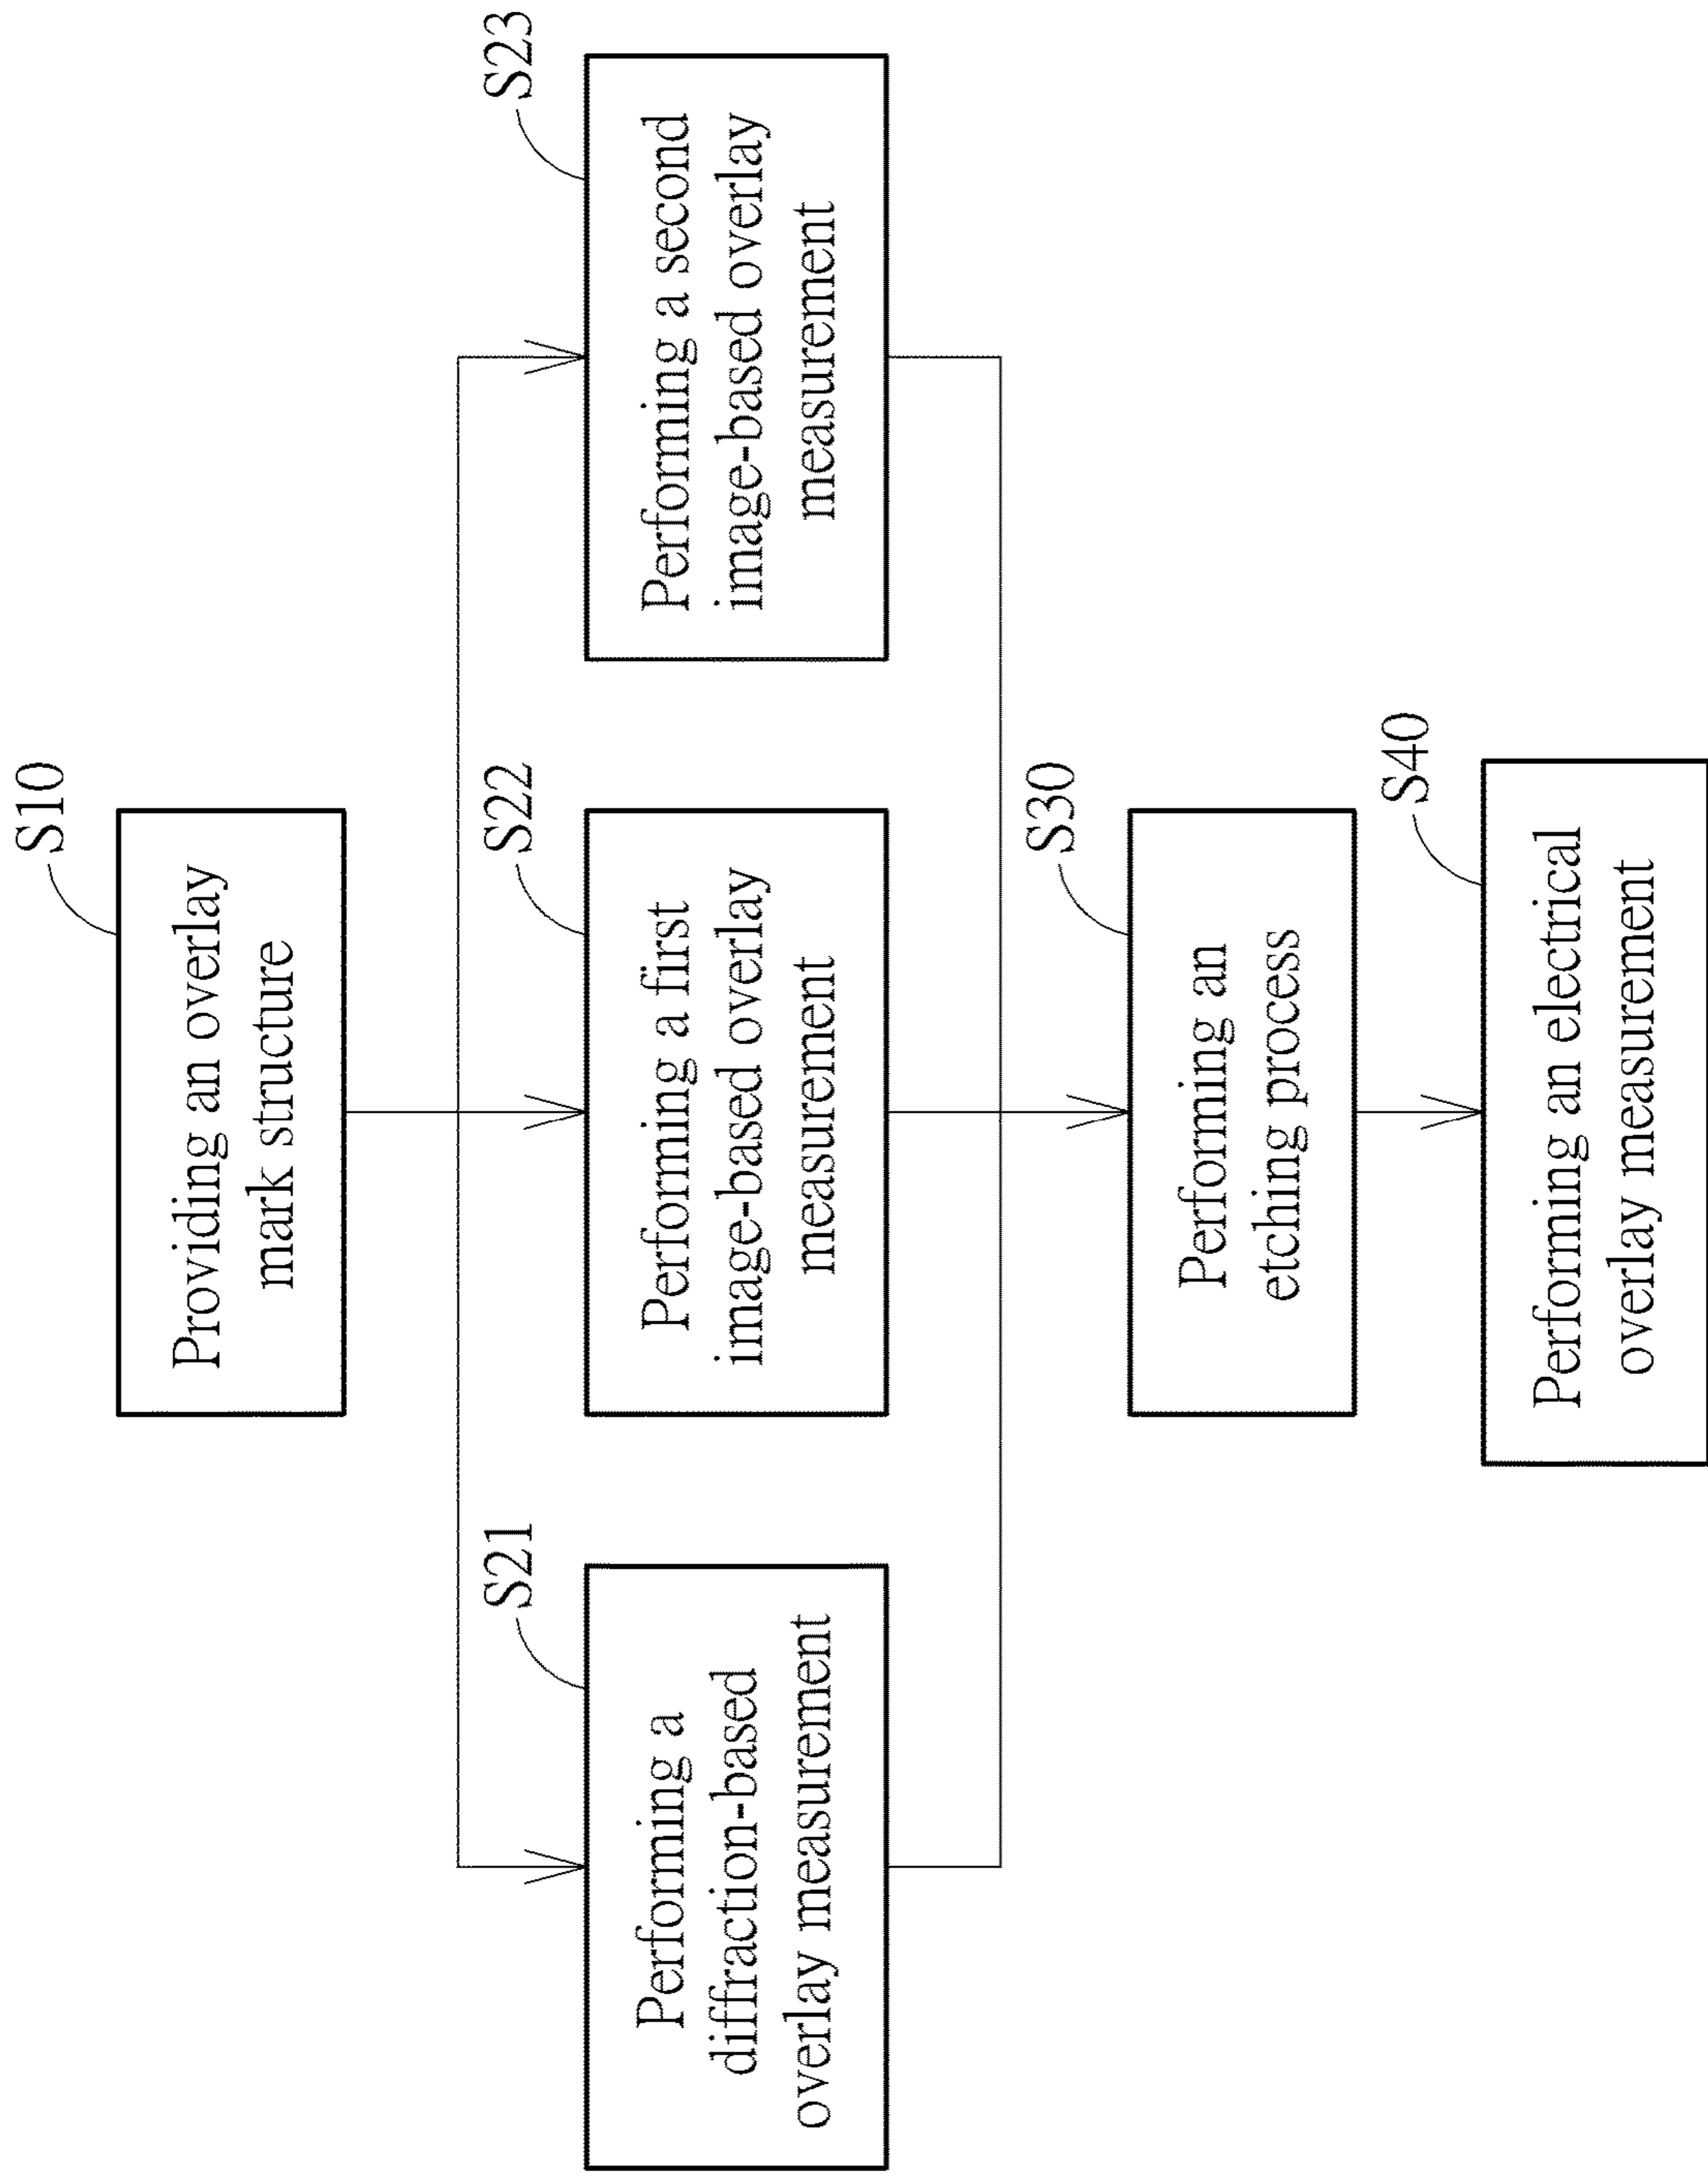 S10
Providing an overlay
mark structure
S21
Performing a
diffraction-based
overlay measurement
S22
Performing a first
image-based overlay
measurement
S23
Performing a second
image-based overlay
measurement
S30
Performing an
etching process
S40
Performing an electrical
overlay measurement